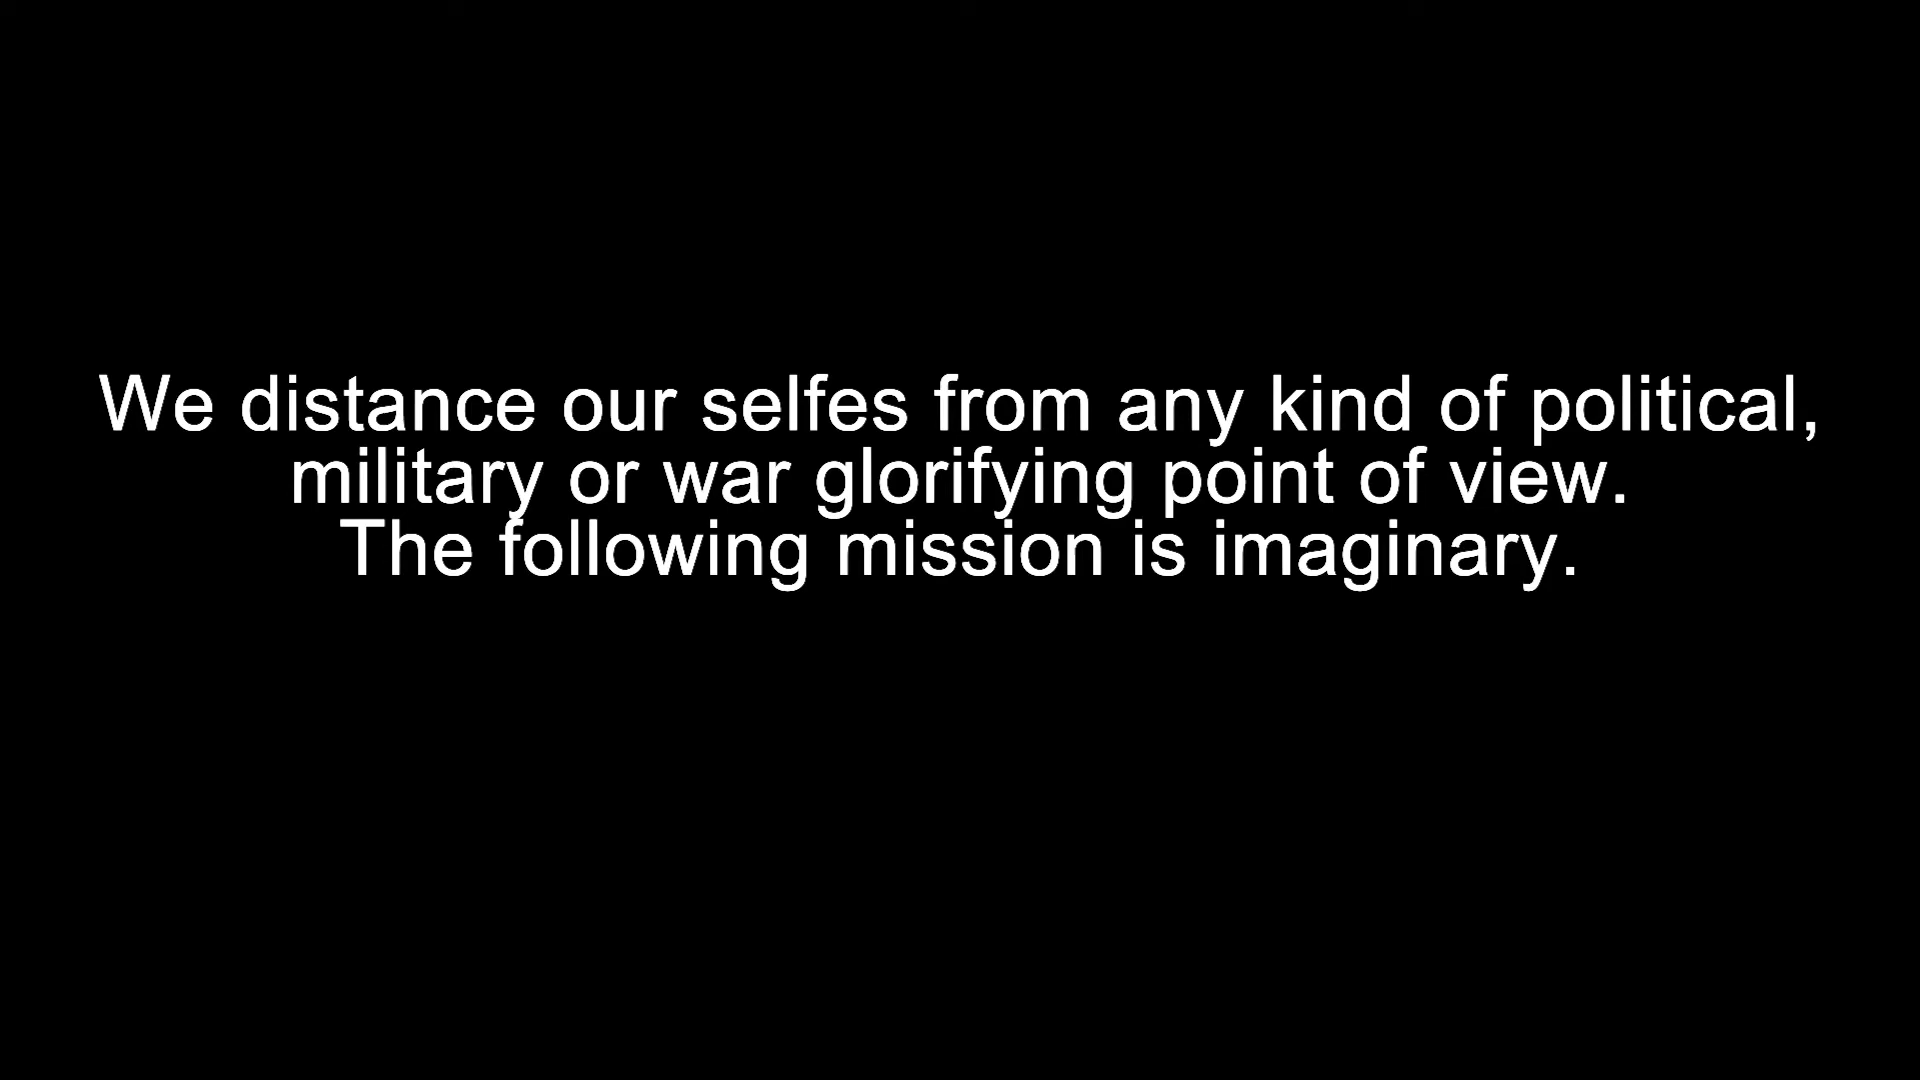 We distance our selfes from any kind of political,
military or war glorifying point of view.
The following mission is imaginary.